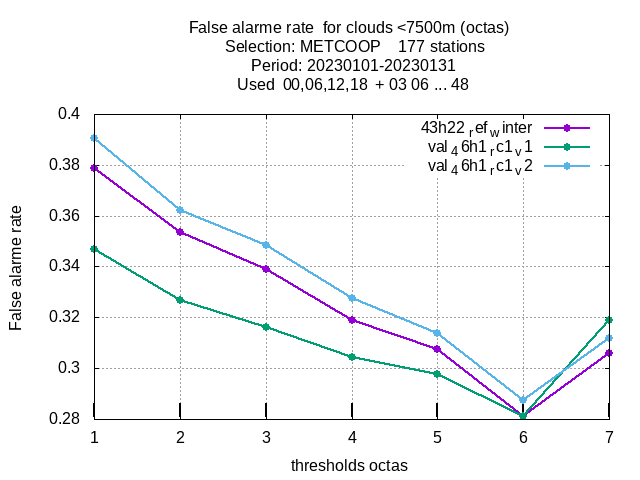 False alarme rate  for clouds <7500m (octas)
Selection: METCOOP    177 stations
Period: 20230101-20230131
Used  00,06,12,18  + 03 06 ... 48
0.4
43h22 ref winter
val 4 6h1 r c1 v 1
val 4 6h1 r c1 v 2
0.38
0.36
0.34
0.32
0.3
0.28
False alarme rate
1 2 3 4 5 6 7
thresholds octas